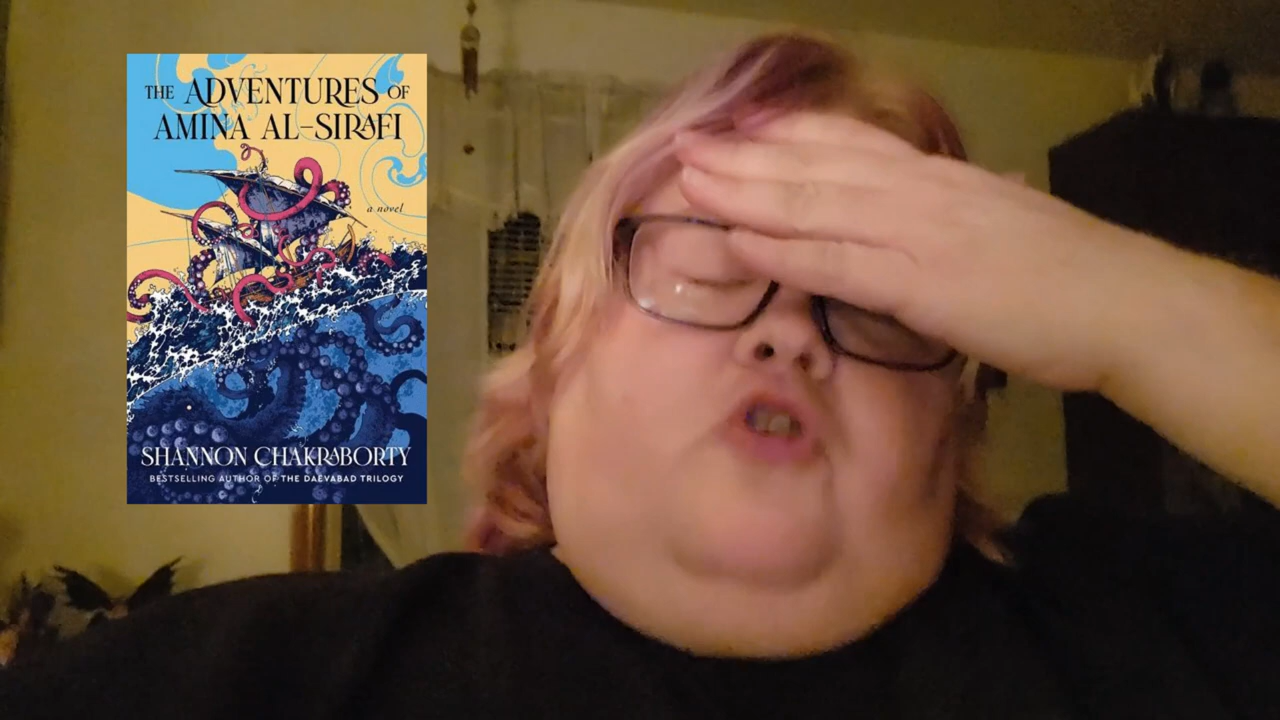 THE ADVENTURES OF
AMINA AL-SIRAFI
a novel
SHANNON CHAKRABORTY
BESTSELLING AUTHOR OF THE DAEVABAD TRILOGY